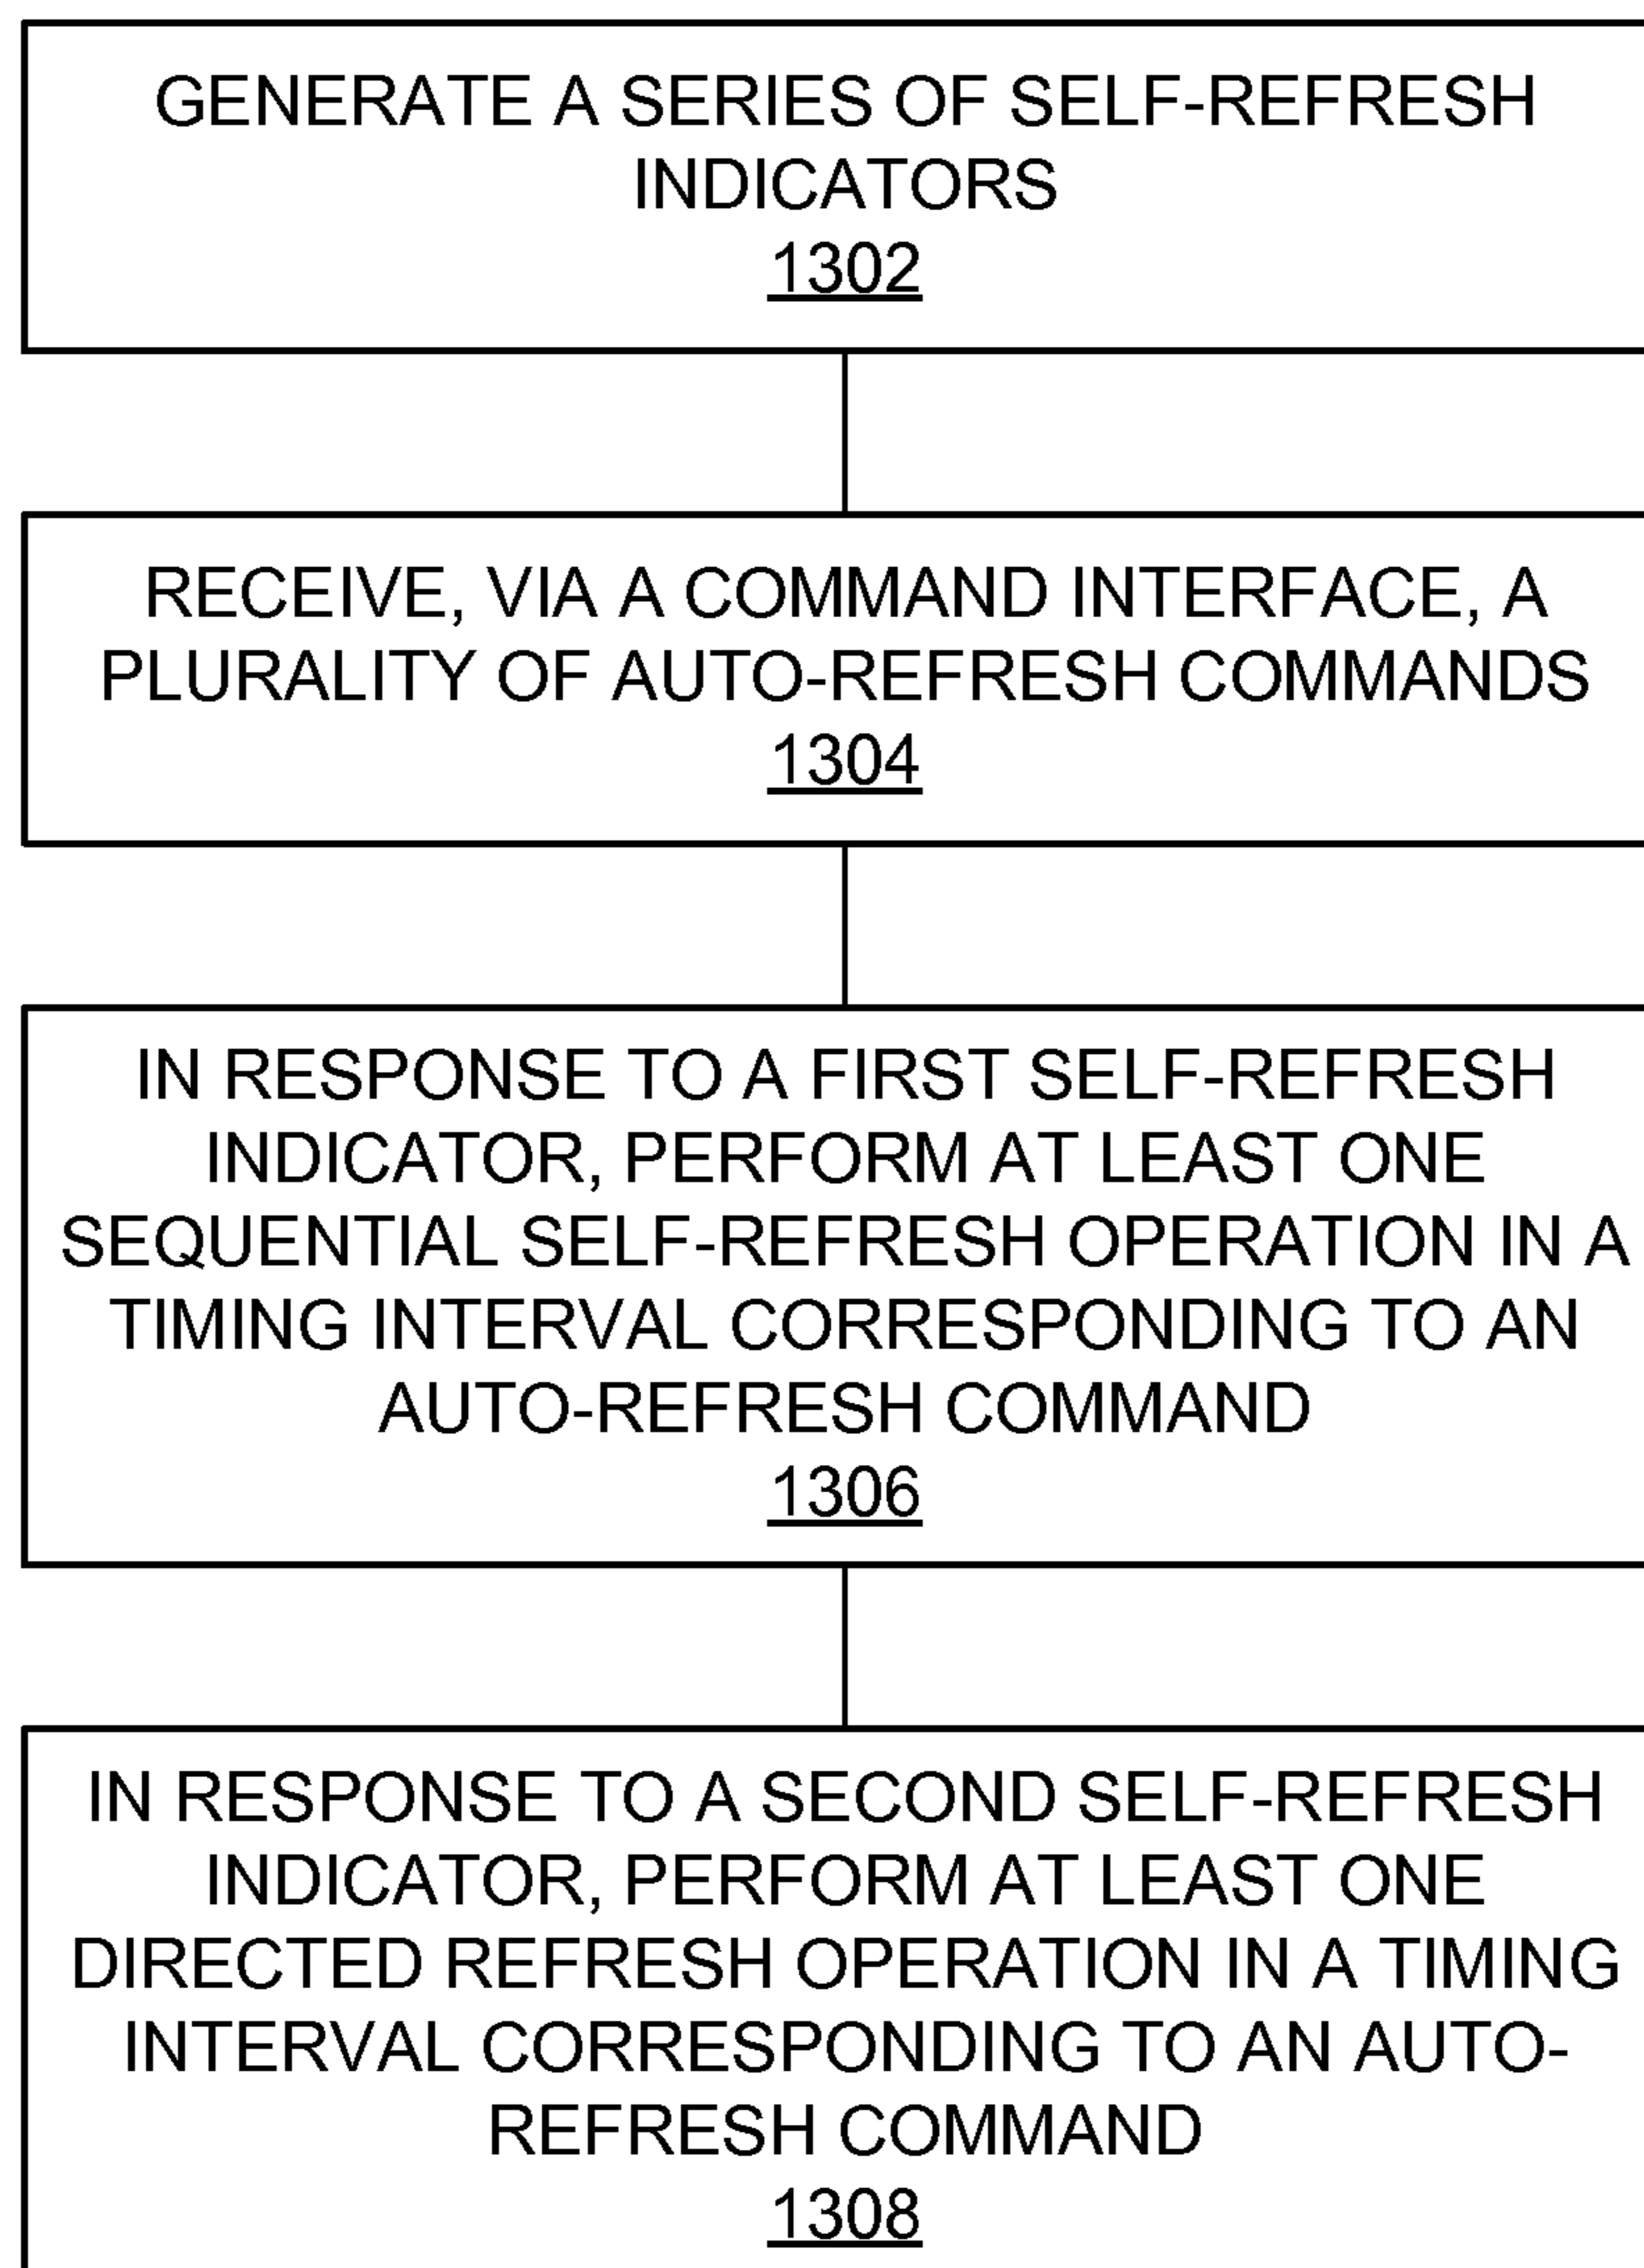 GENERATE A SERIES OF SELF-REFRESH
INDICATORS
1302
RECEIVE, VIA A COMMAND INTERFACE, A
PLURALITY OF AUTO-REFRESH COMMANDS
1304
IN RESPONSE TO A FIRST SELF-REFRESH
INDICATOR, PERFORM AT LEAST ONE
SEQUENTIAL SELF-REFRESH OPERATION IN A
TIMING INTERVAL CORRESPONDING TO AN
AUTO-REFRESH COMMAND
1306
IN RESPONSE TO A SECOND SELF-REFRESH
INDICATOR, PERFORM AT LEAST ONE
DIRECTED REFRESH OPERATION IN A TIMING
INTERVAL CORRESPONDING TO AN AUTO-
REFRESH COMMAND
1308